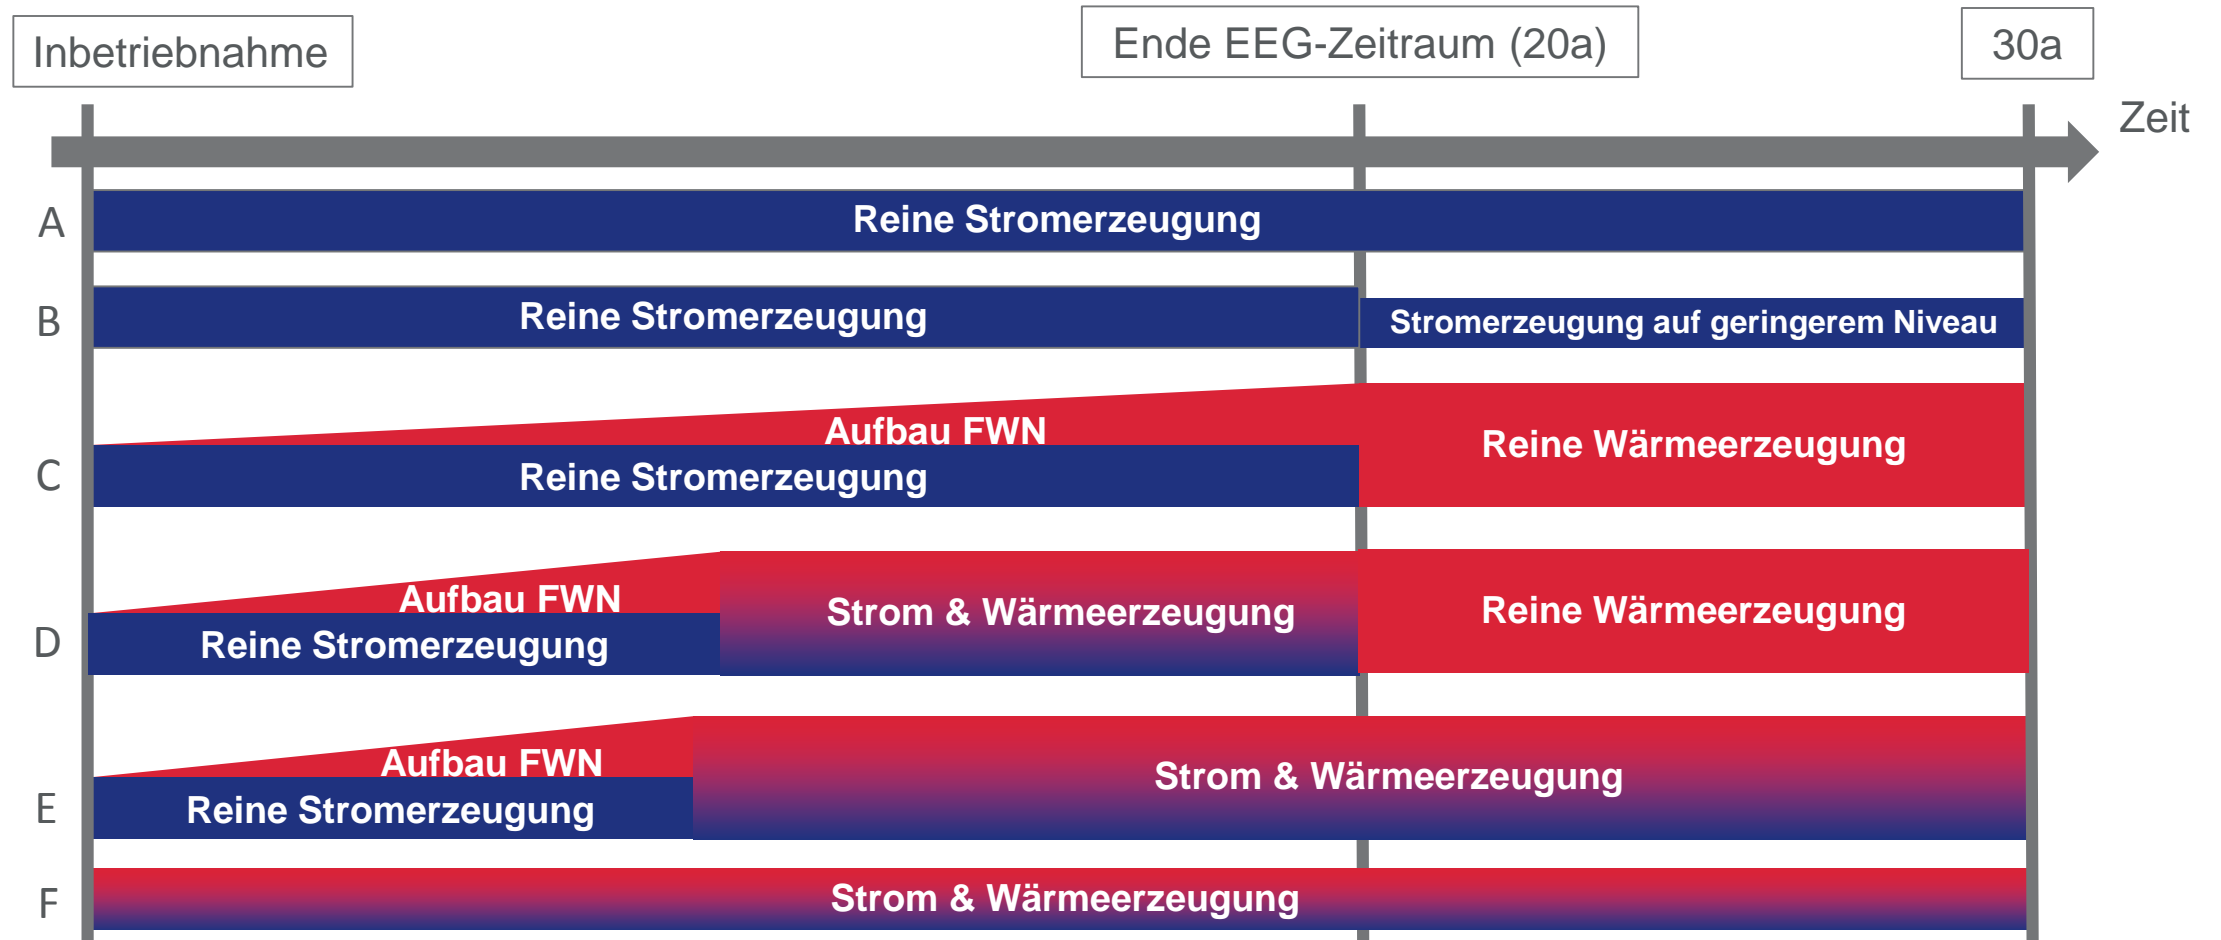 Inbetriebnahme
Ende EEG-Zeitraum (20a)
30a
Zeit
A
Reine Stromerzeugung
B
Reine Stromerzeugung
Stromerzeugung auf geringerem Niveau
C
Aufbau FWN
Reine Stromerzeugung
Reine Wärmeerzeugung
D
Aufbau FWN
Reine Stromerzeugung
Strom & Wärmeerzeugung
Reine Wärmeerzeugung
E
Aufbau FWN
Reine Stromerzeugung
Strom & Wärmeerzeugung
F
Strom & Wärmeerzeugung